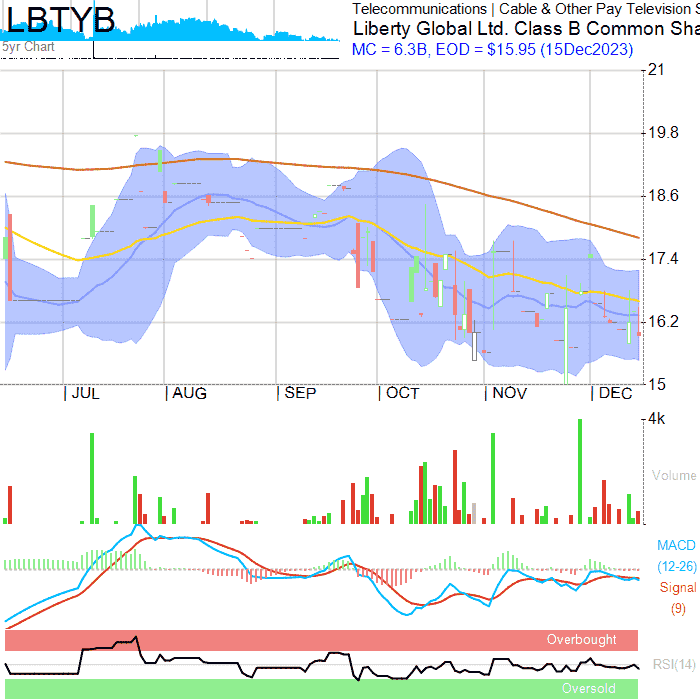 LBTYB
5yr Chart
Telecommunications | Cable & Other Pay Television S
Liberty Global Ltd. Class B Common Sha
MC = 6.3B, EOD = $15.95 (15Dec2023)
21
19.8
18.6
17.4
16.2
15
JUL AUG SEP OCT NOV DEC
4k
Volume
MACD
(12-26)
Signal
(9)
Overbought
RSI(14)
Oversold